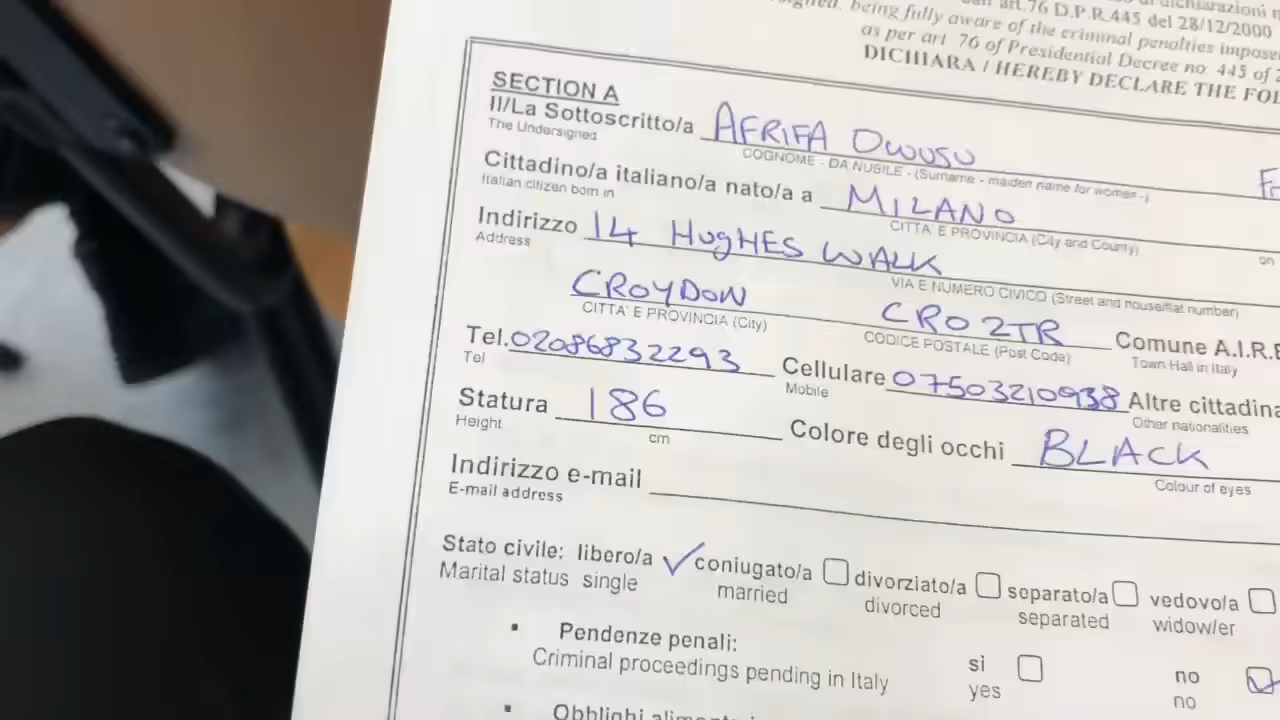 di dichiarazioni
art.76 D.P.R.445 del 28/12/2000
being fully aware of the criminal penalties
as per art 76 of Presidential Decree no 445 of
DICHIARA / HEREBY DECLARE THE
SECTION A
Il/La Sottoscritto/a AFRIFA OWUSU
The Undersigned
COGNOME - DA NUBILE - (Surname - maiden name for women -)
Cittadino/a italiano/a nato/a a MILANO
Italian citizen born in
CITTA' E PROVINCIA (City and County)
on
Indirizzo 14 HUgHES WALK
Address
VIA E NUMERO CIVICO (Street and house/flat number)
CROYDON CR0 2TR Comune A.I.R.E
CITTA' E PROVINCIA (City) CODICE POSTALE (Post Code) Town Hall in Italy
Tel. 02086832293 Cellulare 07503210938 Altre
Tel Mobile Other nationalities
Statura 186 Colore degli occhi BLACK
Height cm Colour of eyes
Indirizzo e-mail
E-mail address
Stato civile: libero/a ✓ coniugato/a divorziato/a separato/a vedovo/a
Marital status single married divorced separated widow/er
Pendenze penali: sì no
Criminal proceedings pending in Italy yes no
Obblighi